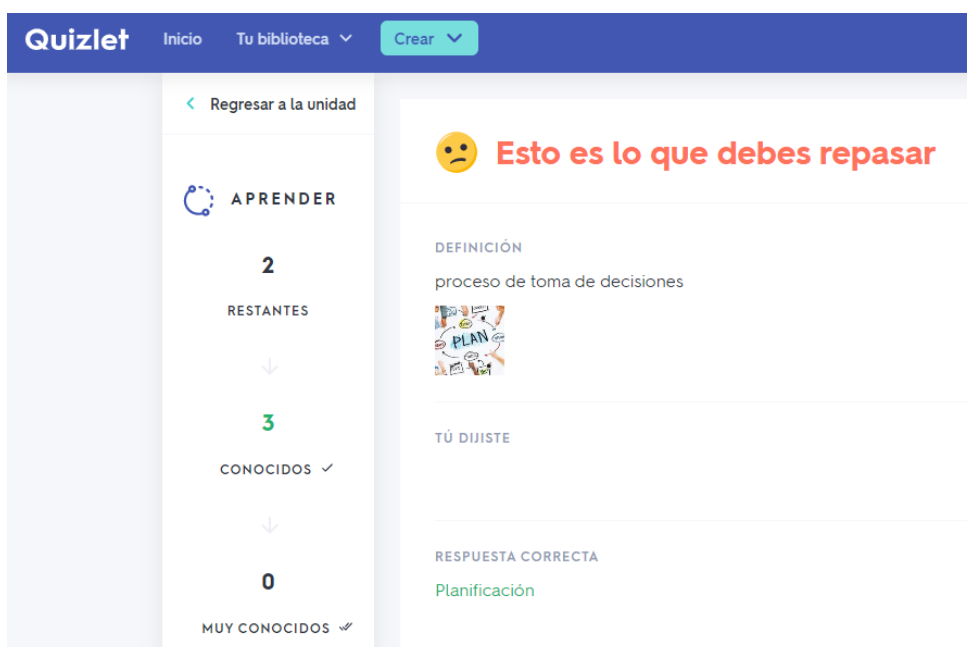 Quizlet Inicio Tu biblioteca Crear
Regresar a la unidad
APRENDER
2
RESTANTES
3
CONOCIDOS
0
MUY CONOCIDOS
Esto es lo que debes repasar
DEFINICIÓN
proceso de toma de decisiones
PLAN
TÚ DIJISTE
RESPUESTA CORRECTA
Planificación